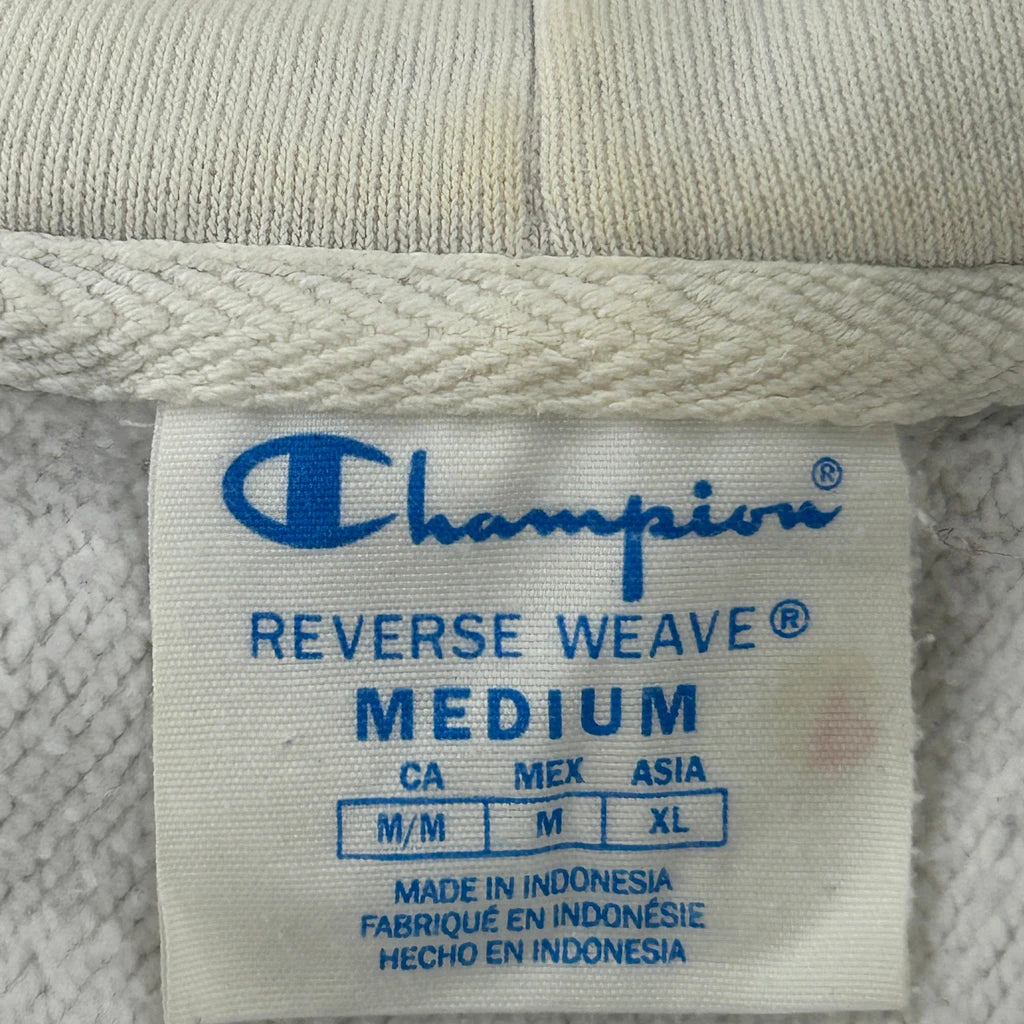 Champion®
REVERSE WEAVE®
MEDIUM
CA MEX ASIA
M/M M XL
MADE IN INDONESIA
FABRIQUÉ EN INDONÉSIE
HECHO EN INDONESIA